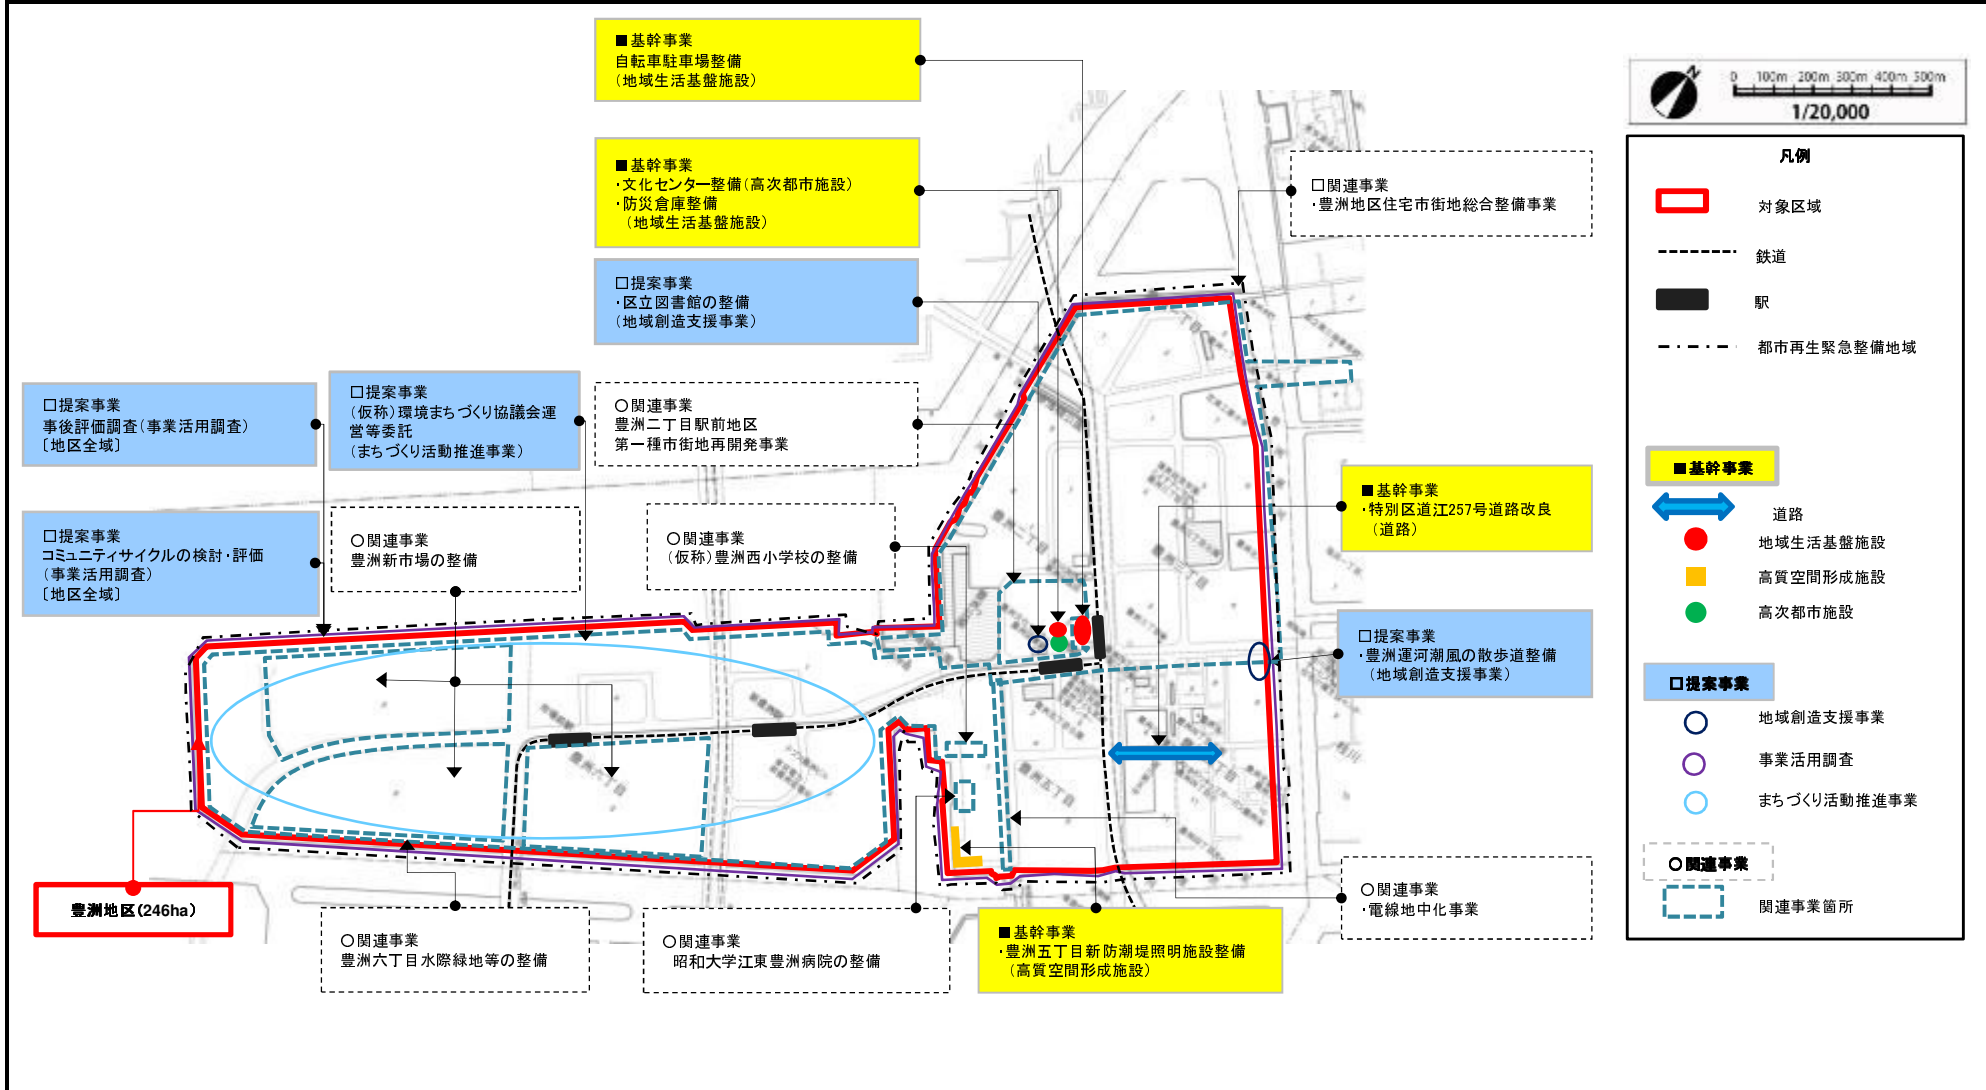 ■基幹事業
自転車駐車場整備
(地域生活基盤施設)
■基幹事業
・文化センター整備(高次都市施設)
・防災倉庫整備
(地域生活基盤施設)
□提案事業
・区立図書館の整備
(地域創造支援事業)
□関連事業
・豊洲地区住宅市街地総合整備事業
□提案事業
事後評価調査(事業活用調査)
〔地区全域〕
□提案事業
(仮称)環境まちづくり協議会運
営等委託
(まちづくり活動推進事業)
○関連事業
豊洲二丁目駅前地区
第一種市街地再開発事業
□提案事業
コミュニティサイクルの検討・評価
(事業活用調査)
〔地区全域〕
○関連事業
豊洲新市場の整備
○関連事業
(仮称)豊洲西小学校の整備
■基幹事業
・特別区道江257号道路改良
(道路)
□提案事業
・豊洲運河潮風の散歩道整備
(地域創造支援事業)
豊洲六丁目
豊洲五丁目
豊洲地区(246ha)
○関連事業
豊洲六丁目水際緑地等の整備
○関連事業
昭和大学江東豊洲病院の整備
■基幹事業
・豊洲五丁目新防潮堤照明施設整備
(高質空間形成施設)
○関連事業
・電線地中化事業
N
0 100m 200m 300m 400m 500m
1/20,000
凡例
対象区域
鉄道
駅
都市再生緊急整備地域
■基幹事業
道路
地域生活基盤施設
高質空間形成施設
高次都市施設
□提案事業
地域創造支援事業
事業活用調査
まちづくり活動推進事業
○関連事業
関連事業箇所